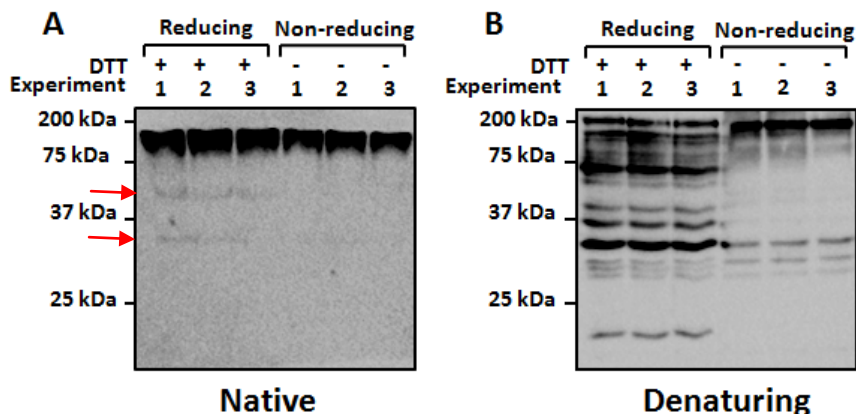 A
Reducing Non-reducing
DTT + + + - - -
Experiment 1 2 3 1 2 3
200 kDa
75 kDa
37 kDa
25 kDa
Native
B
Reducing Non-reducing
DTT + + + - - -
Experiment 1 2 3 1 2 3
200 kDa
75 kDa
37 kDa
25 kDa
Denaturing